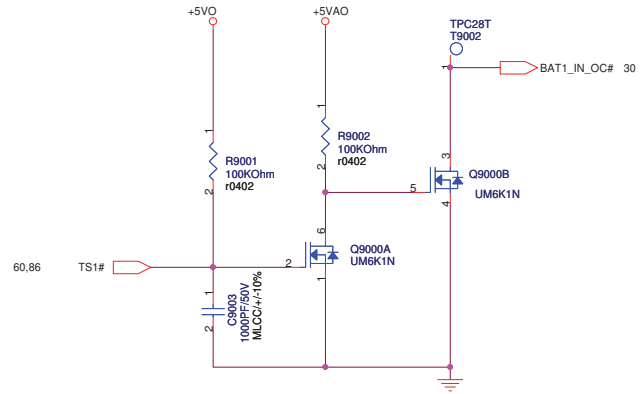 +5VO
+5VAO
TPC28T
T9002
1
BAT1_IN_OC# 30
1
R9001
100KOhm
r0402
2
1
R9002
100KOhm
r0402
2
3
Q9000B
5
4
UM6K1N
6
Q9000A
UM6K1N
2
1
60,86 TS1#
1
2
C9003
1000PF/50V
MLCC/+/-10%